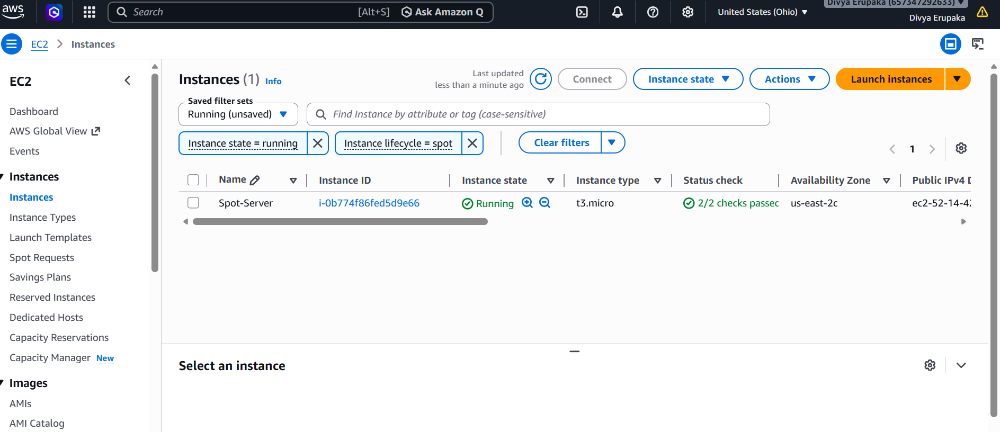 aws
Search
[Alt+S]
Ask Amazon Q
United States (Ohio)
Divya Erupaka (657347292633)
Divya Erupaka
EC2
Instances
EC2
Dashboard
AWS Global View
Events
Instances
Instances
Instance Types
Launch Templates
Spot Requests
Savings Plans
Reserved Instances
Dedicated Hosts
Capacity Reservations
Capacity Manager New
Images
AMIs
AMI Catalog
Instances (1) Info
Last updated
less than a minute ago
Connect
Instance state
Actions
Launch instances
Saved filter sets
Running (unsaved)
Find Instance by attribute or tag (case-sensitive)
Instance state = running
Instance lifecycle = spot
Clear filters
1
Name Instance ID Instance state Instance type Status check Availability Zone Public IPv4 D
Spot-Server i-0b774f86fed5d9e66 Running t3.micro 2/2 checks passed us-east-2c ec2-52-14-42
Select an instance